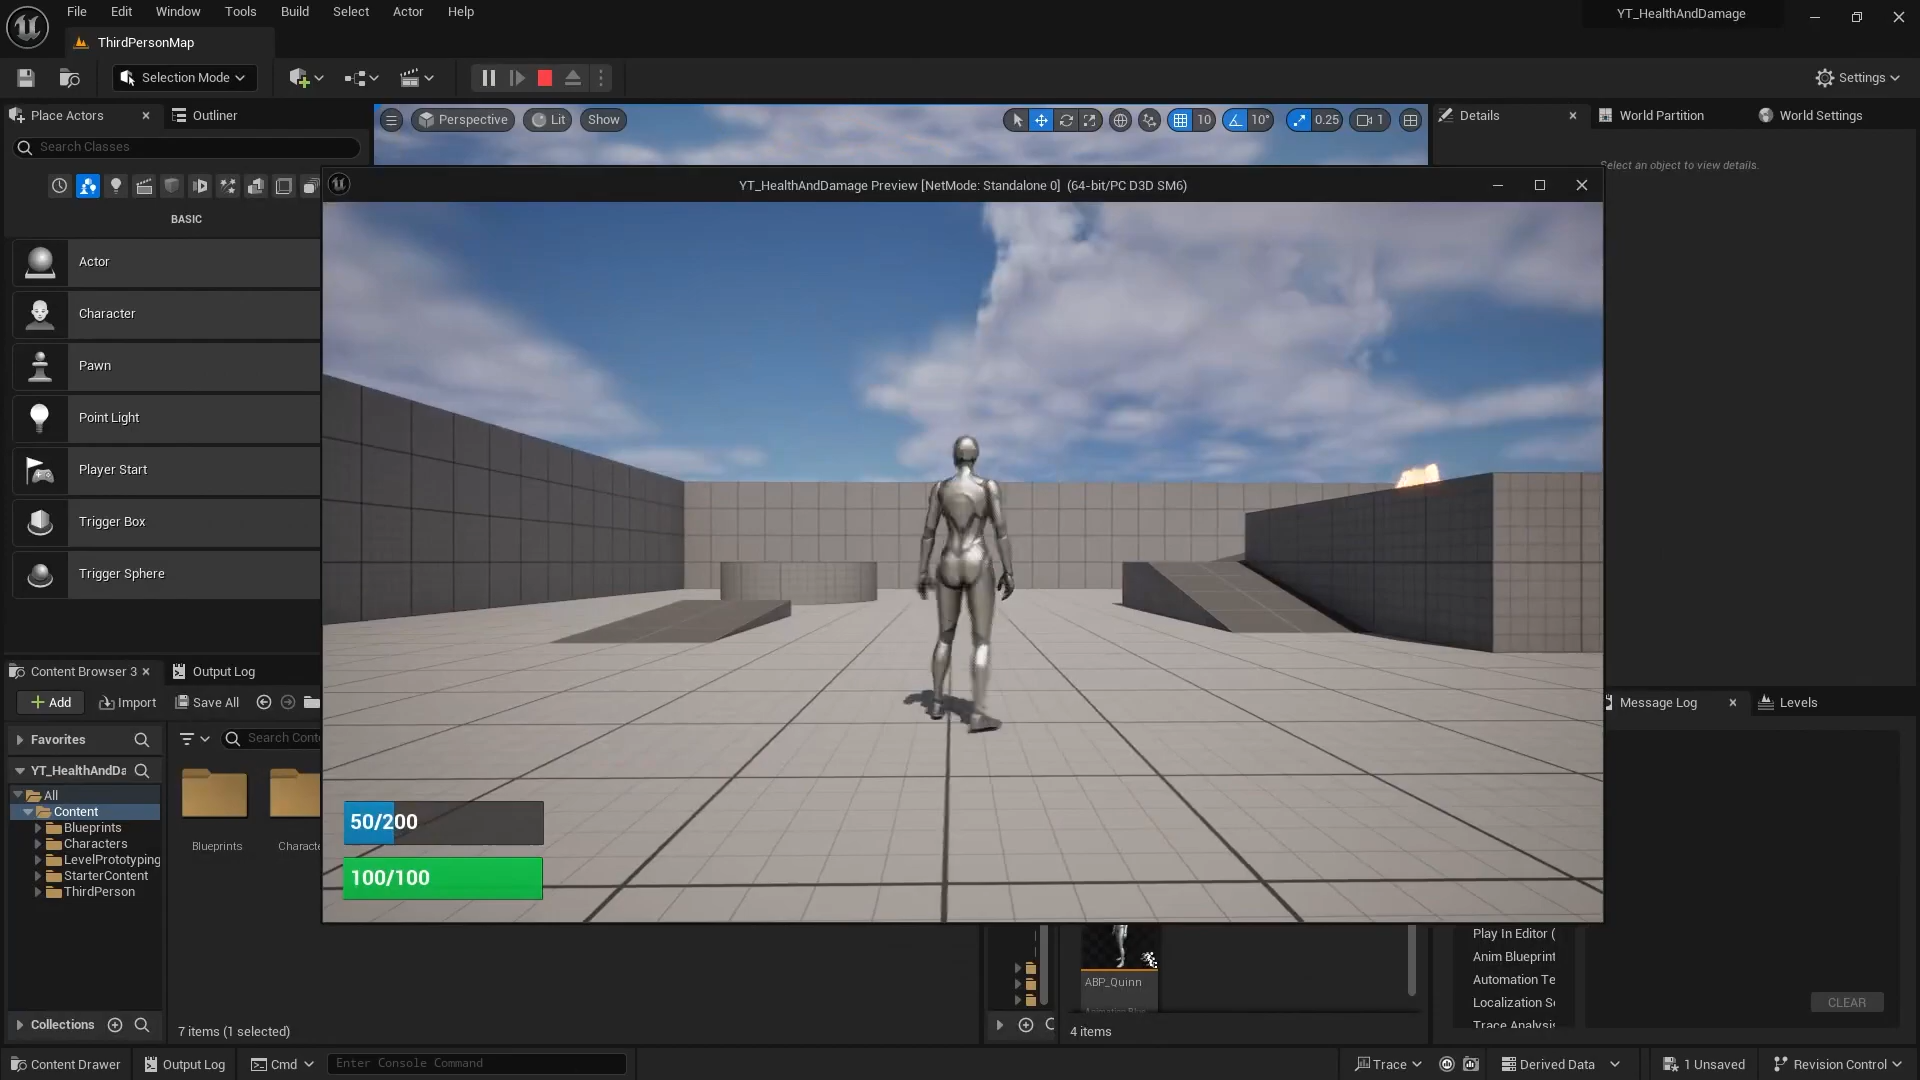 File Edit Window Tools Build Select Actor Help
YT_HealthAndDamage
ThirdPersonMap
Selection Mode
Settings
Place Actors
Outliner
Perspective
Lit
Show
10
10°
0.25
1
Details
World Partition
World Settings
Search Classes
Select an object to view details.
YT_HealthAndDamage Preview [NetMode: Standalone 0] (64-bit/PC D3D SM6)
BASIC
Actor
Character
Pawn
Point Light
Player Start
Trigger Box
Trigger Sphere
Content Browser 3
Output Log
Add
Import
Save All
Message Log
Levels
Favorites
Search Conte
YT_HealthAndDa
All
Content
Blueprints
Characters
LevelPrototyping
StarterContent
ThirdPerson
Blueprints
Characte
50/200
100/100
Play In Editor (
Anim Blueprint
Automation Te
Localization Se
Trace Analysis
ABP_Quinn
CLEAR
Collections
7 items (1 selected)
4 items
Content Drawer
Output Log
Cmd
Enter Console Command
Trace
Derived Data
1 Unsaved
Revision Control